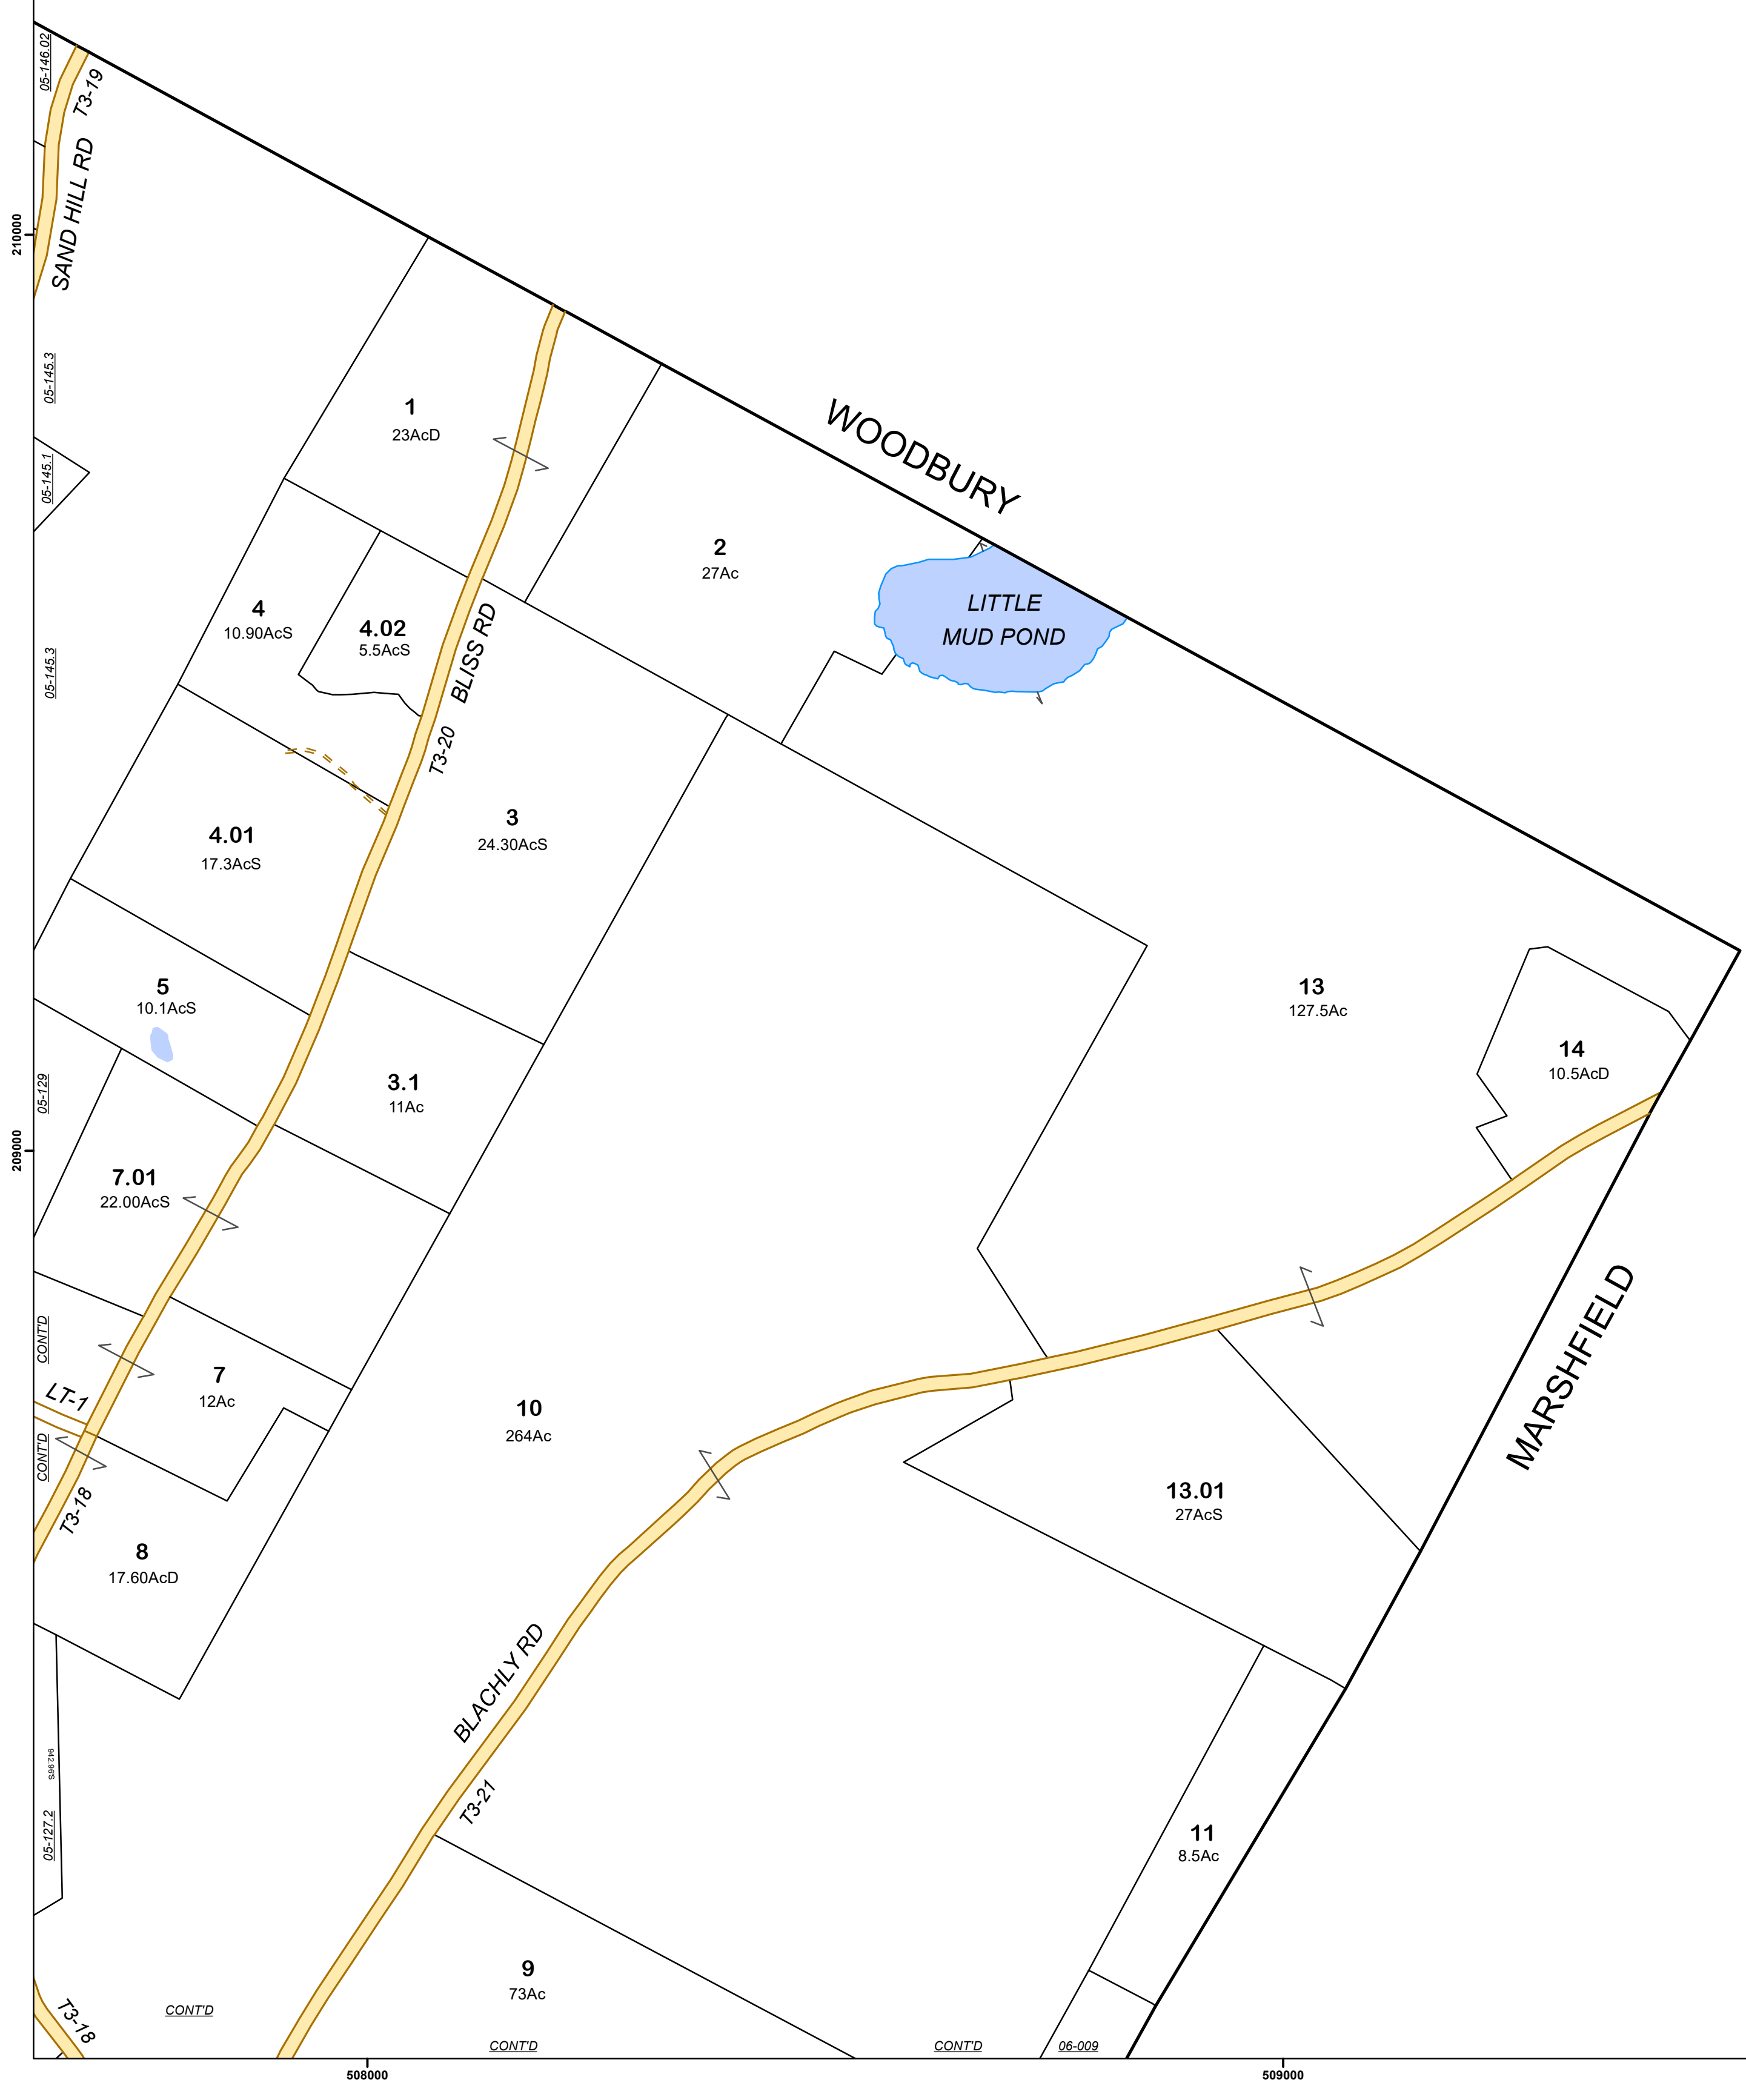 05-146.02
T3-19
SAND HILL RD
210000
05-145.3
1
23AcD
WOODBURY
05-145.1
2
27Ac
LITTLE
MUD POND
4
10.90AcS
4.02
5.5AcS
BLISS RD
05-145.3
T3-20
3
24.30AcS
4.01
17.3AcS
5
10.1AcS
13
127.5Ac
14
10.5AcD
05-129
3.1
11Ac
209000
7.01
22.00AcS
CONT'D
MARSHFIELD
LT-1
7
12Ac
10
264Ac
CONT'D
13.01
27AcS
T3-18
8
17.60AcD
BLACHLY RD
942.96S
T3-21
05-127.2
11
8.5Ac
9
73Ac
T3-18
CONT'D
CONT'D
CONT'D
06-009
508000
509000